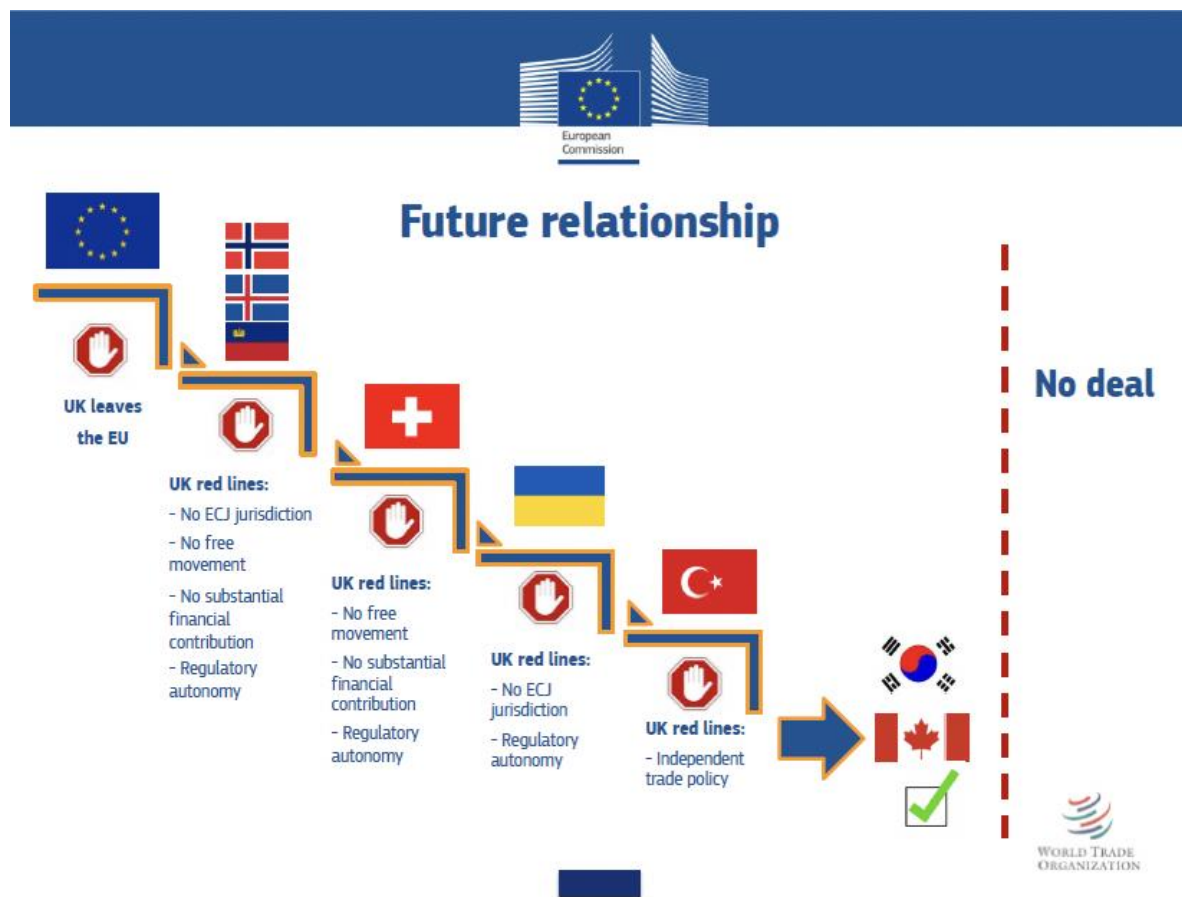 European
Commission
Future relationship
No deal
UK leaves
the EU
UK red lines:
- No ECJ jurisdiction
- No free
movement
- No substantial
financial
contribution
- Regulatory
autonomy
UK red lines:
- No free
movement
- No substantial
financial
contribution
- Regulatory
autonomy
UK red lines:
- No ECJ
jurisdiction
- Regulatory
autonomy
UK red lines:
- Independent
trade policy
WORLD TRADE
ORGANIZATION